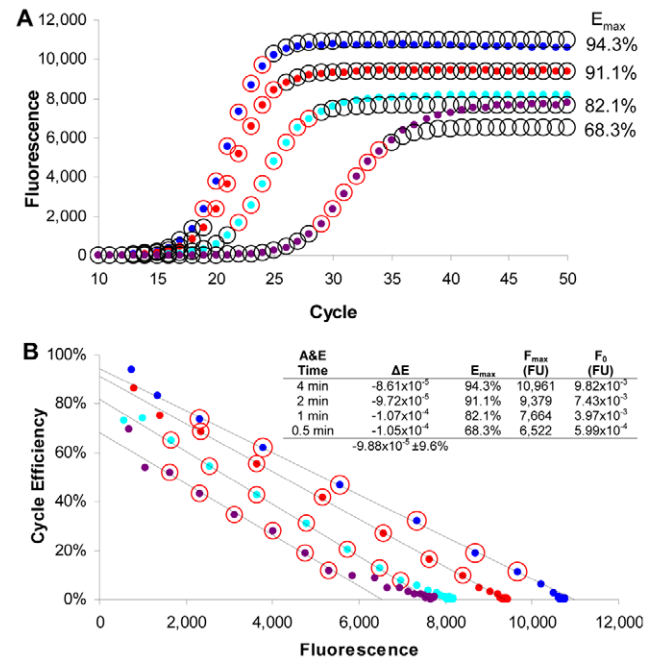 A
12,000
10,000
8,000
6,000
4,000
2,000
0
Fluorescence
10 15 20 25 30 35 40 45 50
Cycle
Emax
94.3%
91.1%
82.1%
68.3%
B
100%
80%
60%
40%
20%
0%
Cycle Efficiency
A&E Time ΔE Emax Fmax (FU) F0 (FU)
4 min -8.61x10-5 94.3% 10,961 9.82x10-3
2 min -9.72x10-5 91.1% 9,379 7.43x10-3
1 min -1.07x10-4 82.1% 7,664 3.97x10-3
0.5 min -1.05x10-4 68.3% 6,522 5.99x10-4
-9.88x10-5 ±9.6%
0 2,000 4,000 6,000 8,000 10,000 12,000
Fluorescence